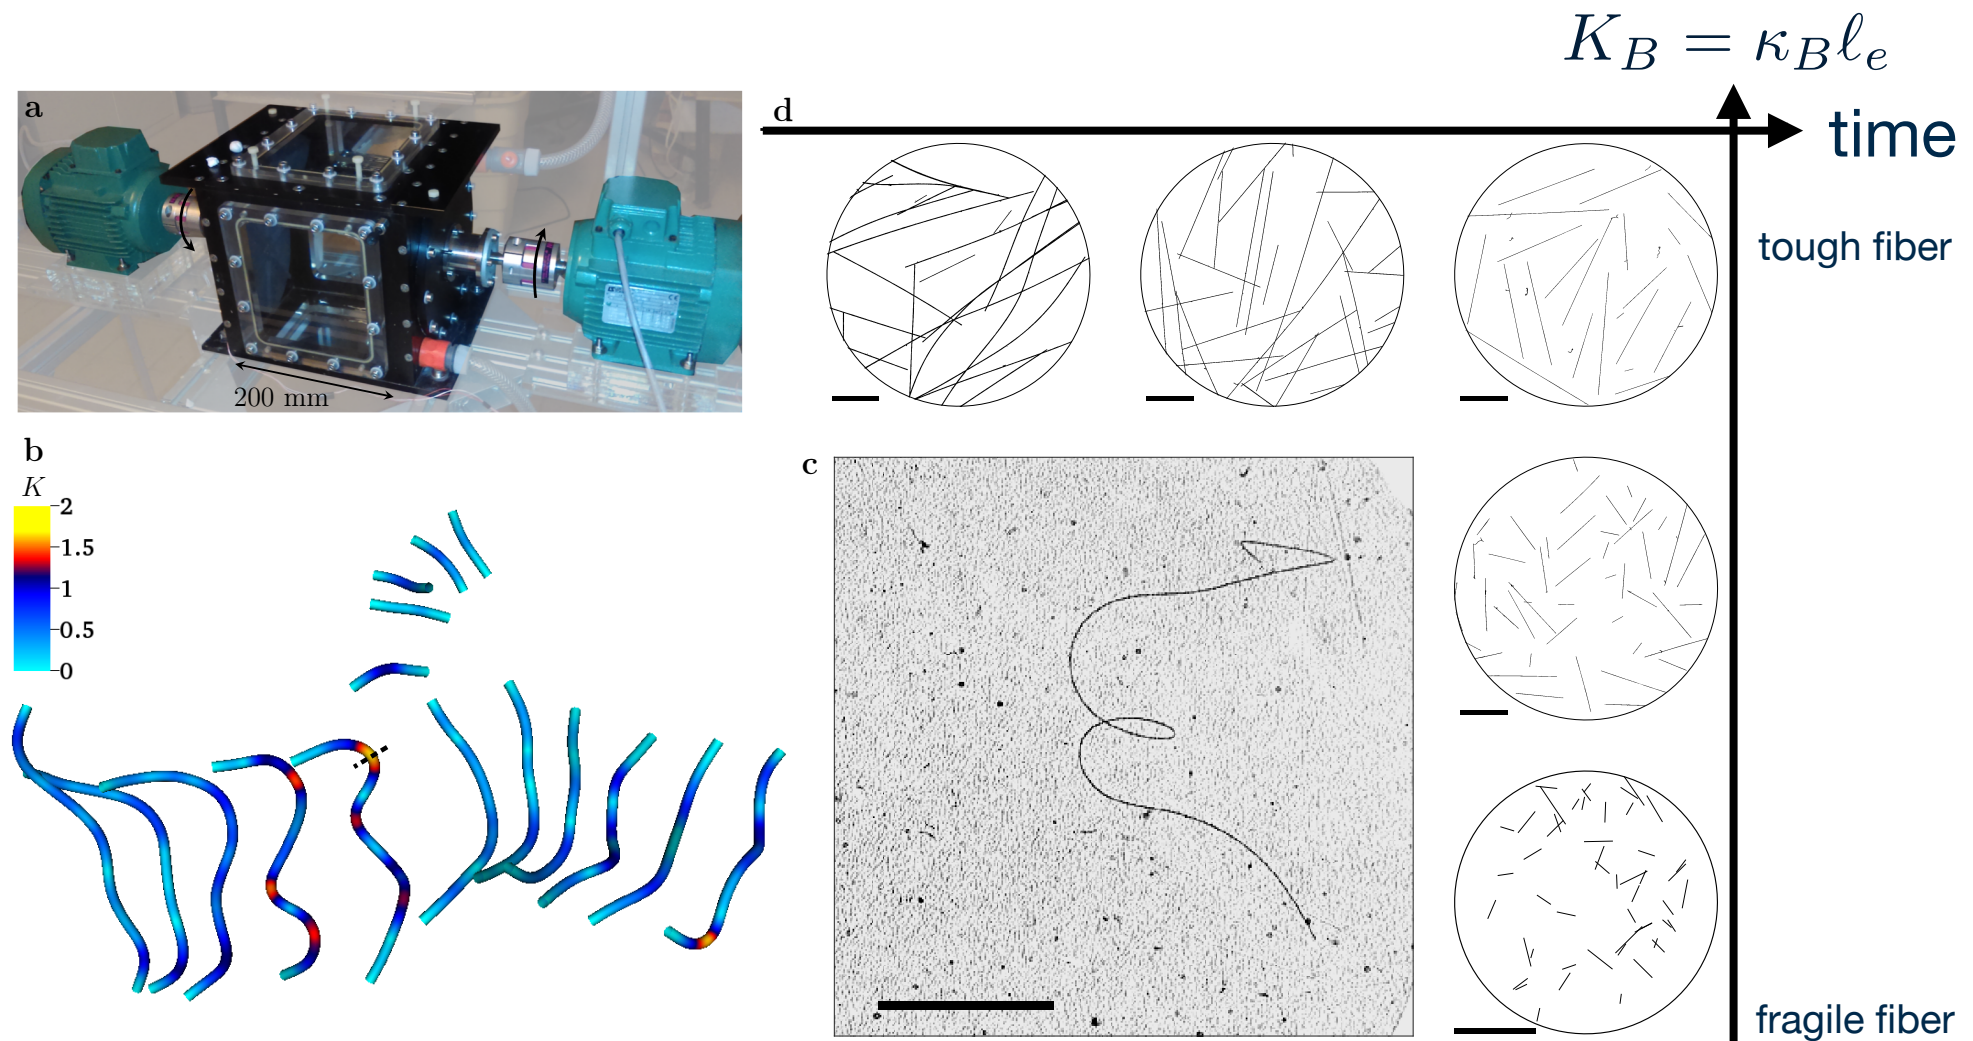 K_B = κ_B ℓ_e
a
d
time
tough fiber
200 mm
b
K
2
1.5
1
0.5
0
c
fragile fiber